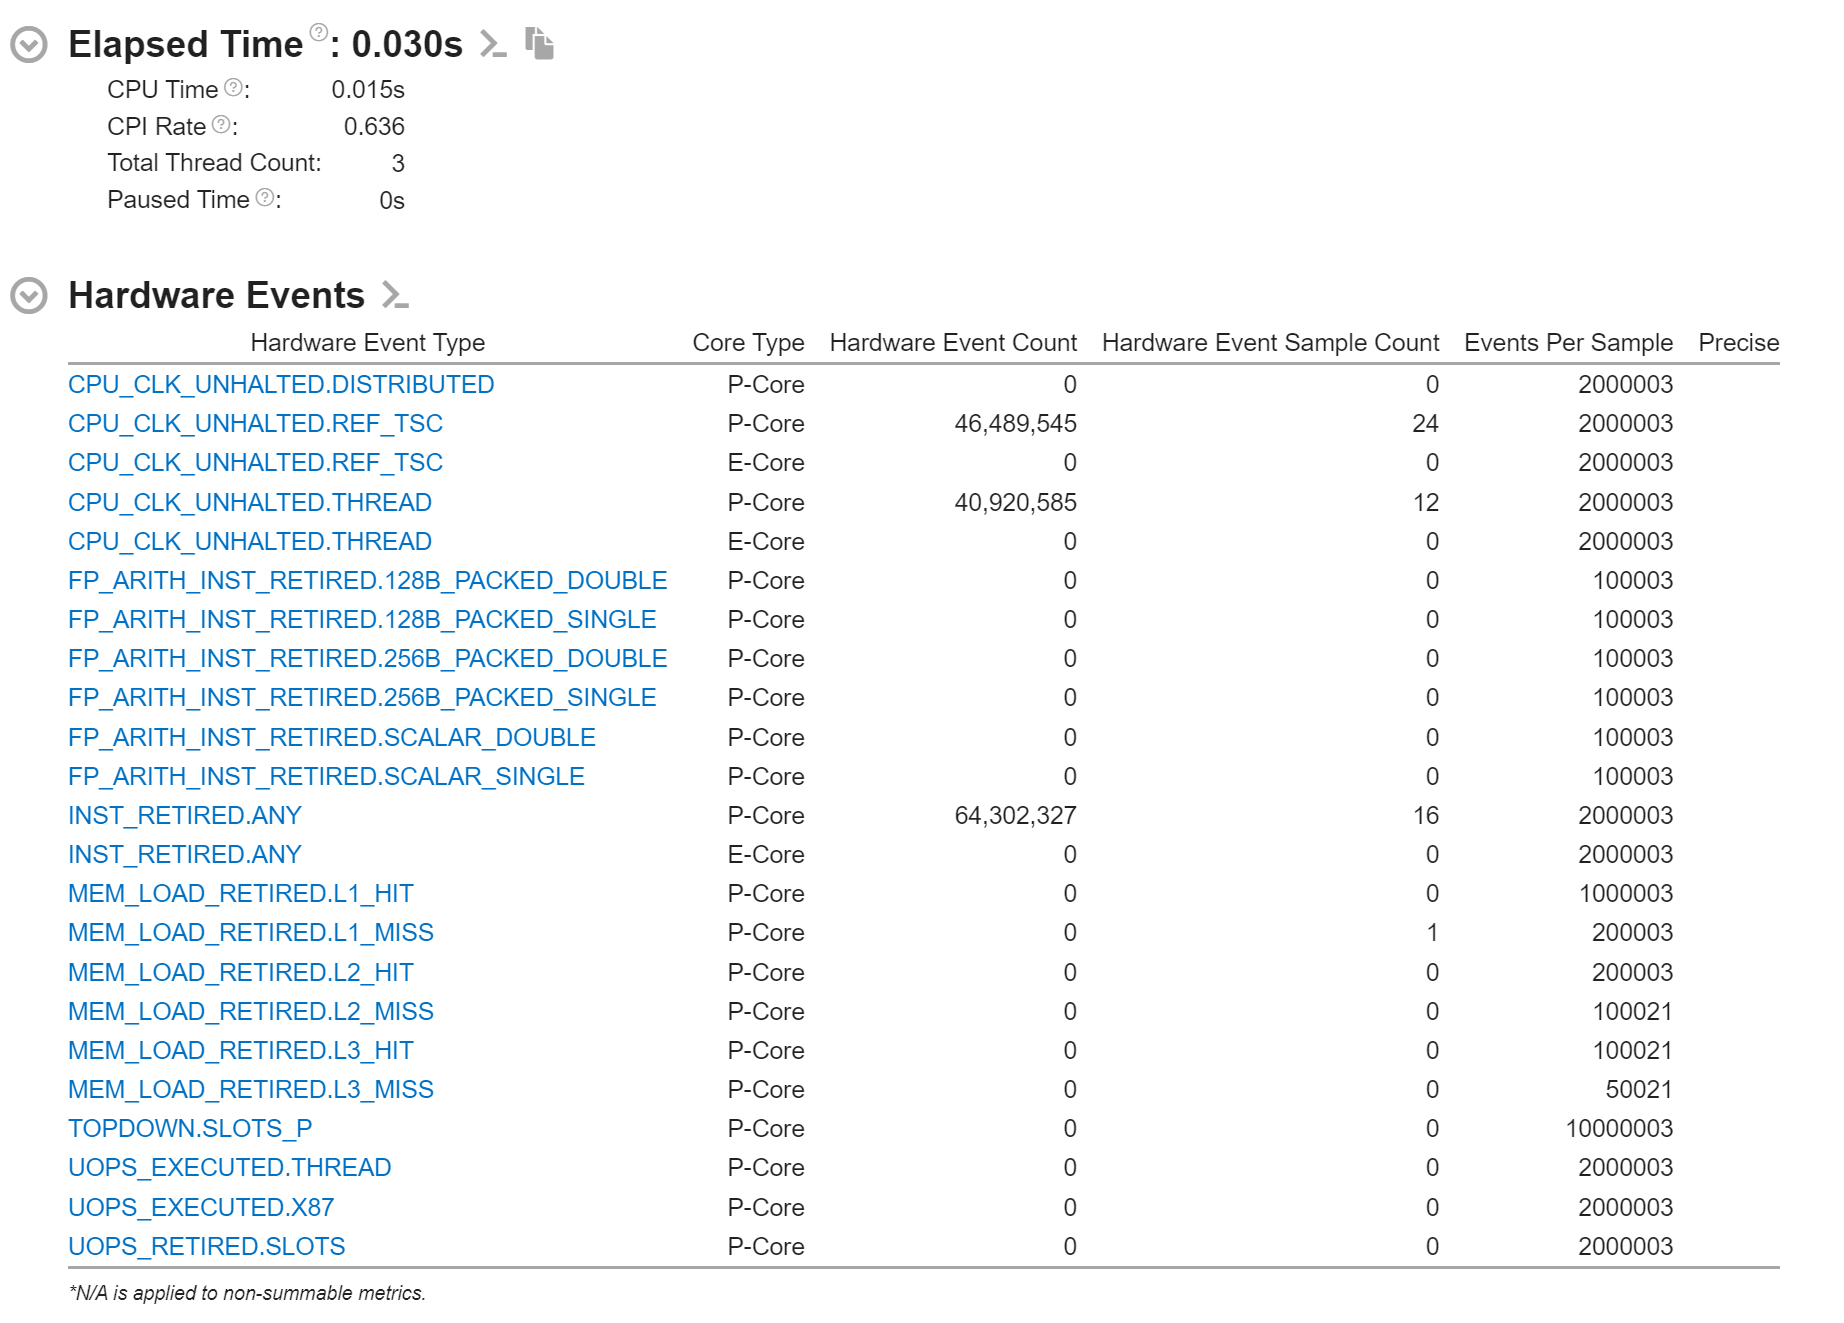 Elapsed Time ?: 0.030s
CPU Time ?: 0.015s
CPI Rate ?: 0.636
Total Thread Count: 3
Paused Time ?: 0s
Hardware Events
Hardware Event Type Core Type Hardware Event Count Hardware Event Sample Count Events Per Sample Precise
CPU_CLK_UNHALTED.DISTRIBUTED P-Core 0 0 2000003
CPU_CLK_UNHALTED.REF_TSC P-Core 46,489,545 24 2000003
CPU_CLK_UNHALTED.REF_TSC E-Core 0 0 2000003
CPU_CLK_UNHALTED.THREAD P-Core 40,920,585 12 2000003
CPU_CLK_UNHALTED.THREAD E-Core 0 0 2000003
FP_ARITH_INST_RETIRED.128B_PACKED_DOUBLE P-Core 0 0 100003
FP_ARITH_INST_RETIRED.128B_PACKED_SINGLE P-Core 0 0 100003
FP_ARITH_INST_RETIRED.256B_PACKED_DOUBLE P-Core 0 0 100003
FP_ARITH_INST_RETIRED.256B_PACKED_SINGLE P-Core 0 0 100003
FP_ARITH_INST_RETIRED.SCALAR_DOUBLE P-Core 0 0 100003
FP_ARITH_INST_RETIRED.SCALAR_SINGLE P-Core 0 0 100003
INST_RETIRED.ANY P-Core 64,302,327 16 2000003
INST_RETIRED.ANY E-Core 0 0 2000003
MEM_LOAD_RETIRED.L1_HIT P-Core 0 0 1000003
MEM_LOAD_RETIRED.L1_MISS P-Core 0 1 200003
MEM_LOAD_RETIRED.L2_HIT P-Core 0 0 200003
MEM_LOAD_RETIRED.L2_MISS P-Core 0 0 100021
MEM_LOAD_RETIRED.L3_HIT P-Core 0 0 100021
MEM_LOAD_RETIRED.L3_MISS P-Core 0 0 50021
TOPDOWN.SLOTS_P P-Core 0 0 10000003
UOPS_EXECUTED.THREAD P-Core 0 0 2000003
UOPS_EXECUTED.X87 P-Core 0 0 2000003
UOPS_RETIRED.SLOTS P-Core 0 0 2000003
*N/A is applied to non-summable metrics.